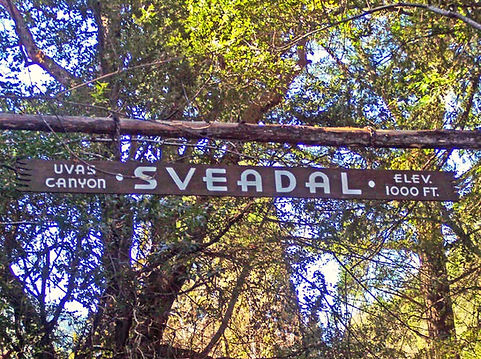 UVAS
CANYON
• SVEADAL •
ELEV.
1000 FT.